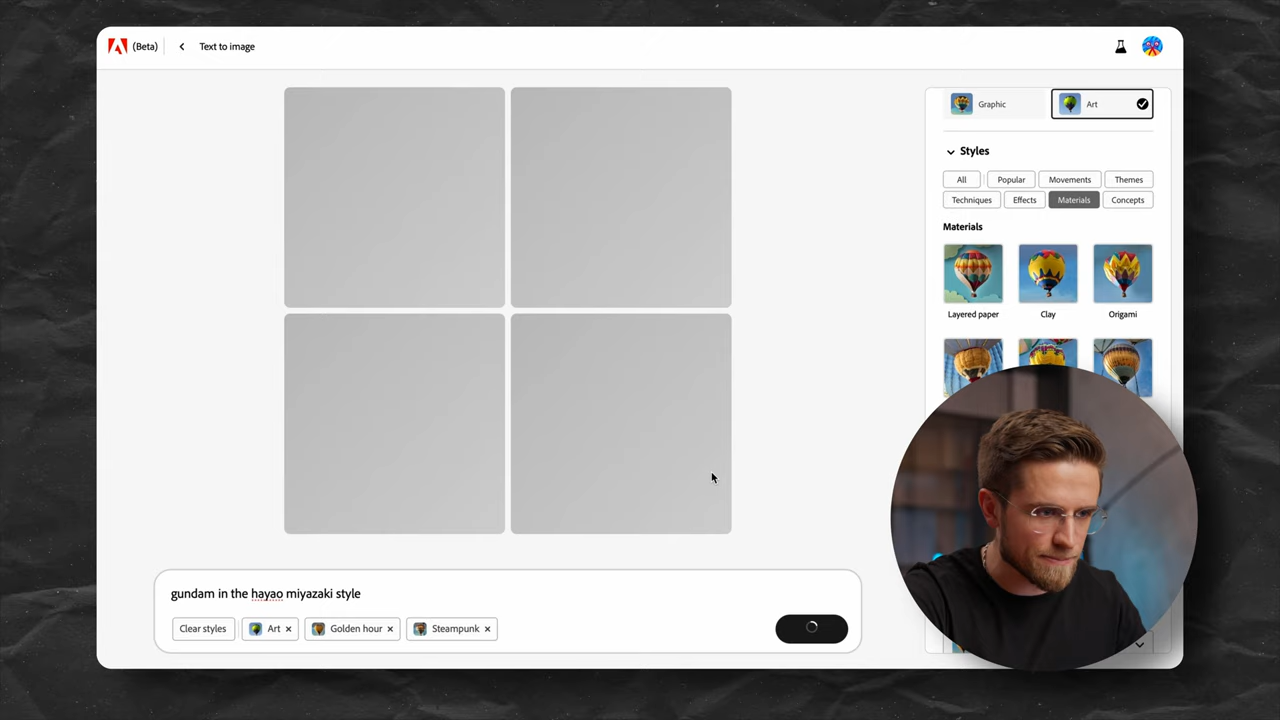 (Beta)
Text to image
Graphic
Art
Styles
All
Popular
Movements
Themes
Techniques
Effects
Materials
Concepts
Materials
Layered paper
Clay
Origami
gundam in the hayao miyazaki style
Clear styles
Art
Golden hour
Steampunk